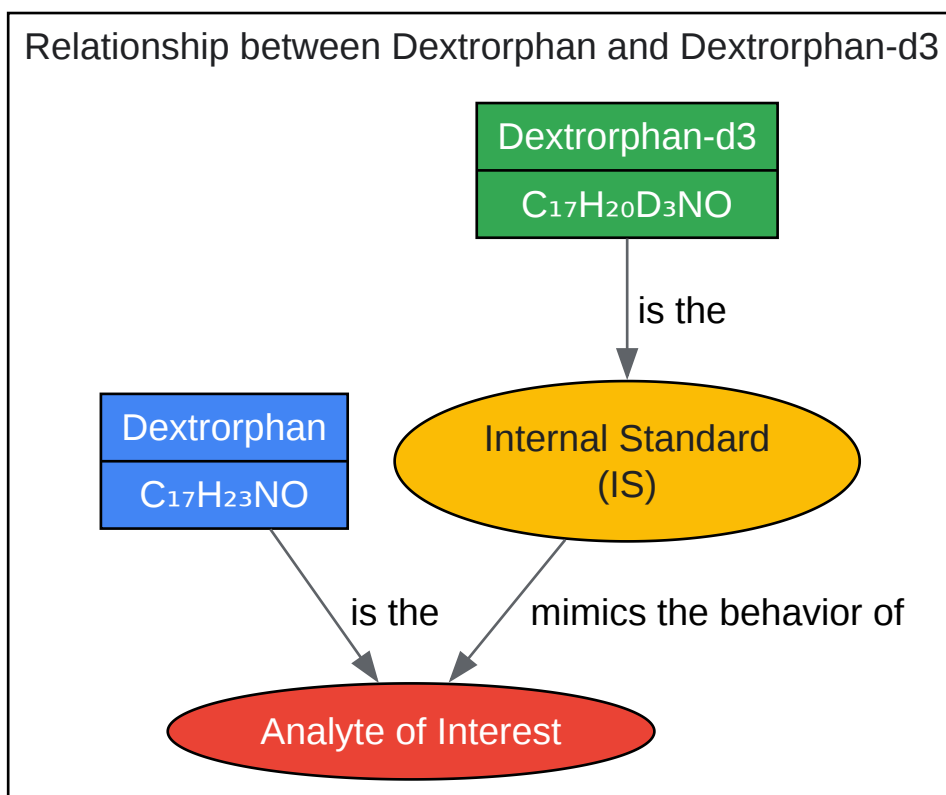 Relationship between Dextrorphan and Dextrorphan-d3
Dextrorphan-d3
C₁₇H₂₀D₃NO
is the
Dextrorphan
C₁₇H₂₃NO
Internal Standard
(IS)
is the
mimics the behavior of
Analyte of Interest